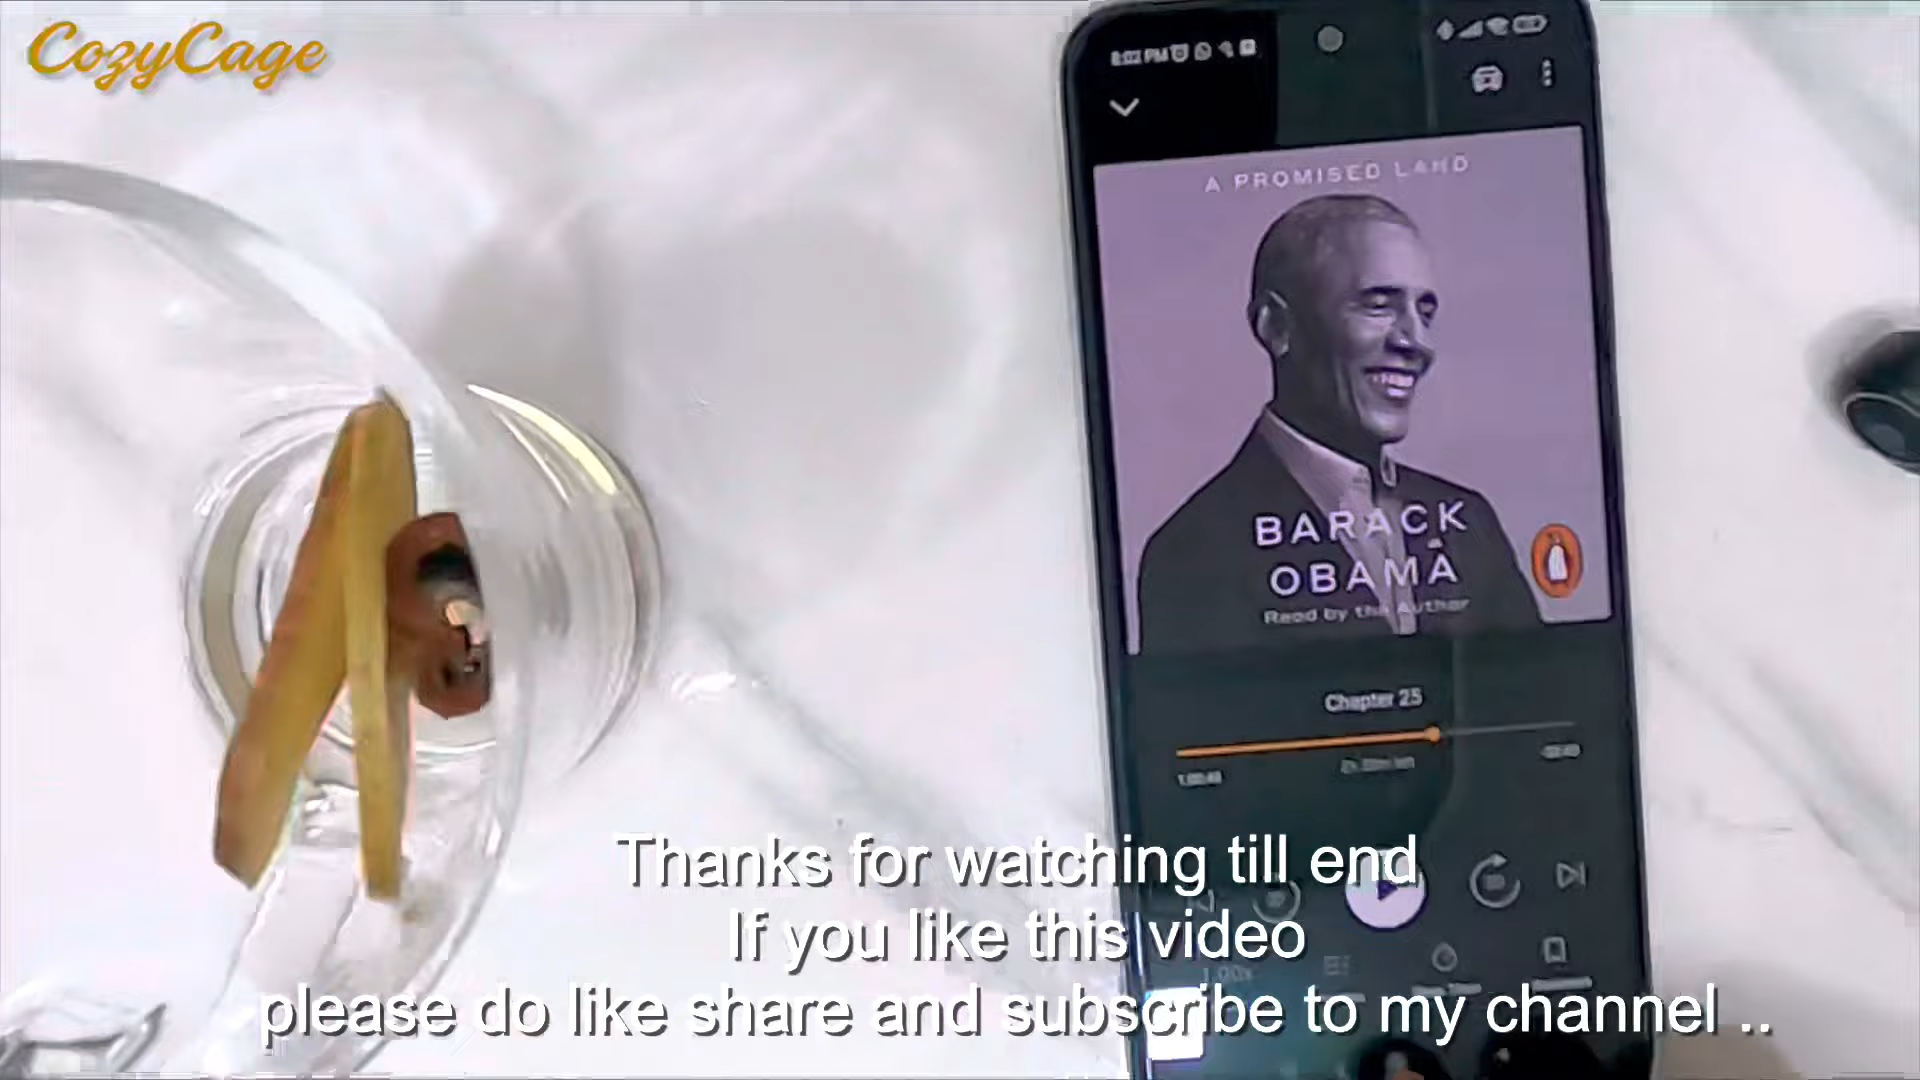 CozyCage
A PROMISED LAND
BARACK
OBAMA
Read by the Author
Chapter 25
Thanks for watching till end
If you like this video
please do like share and subscribe to my channel ..